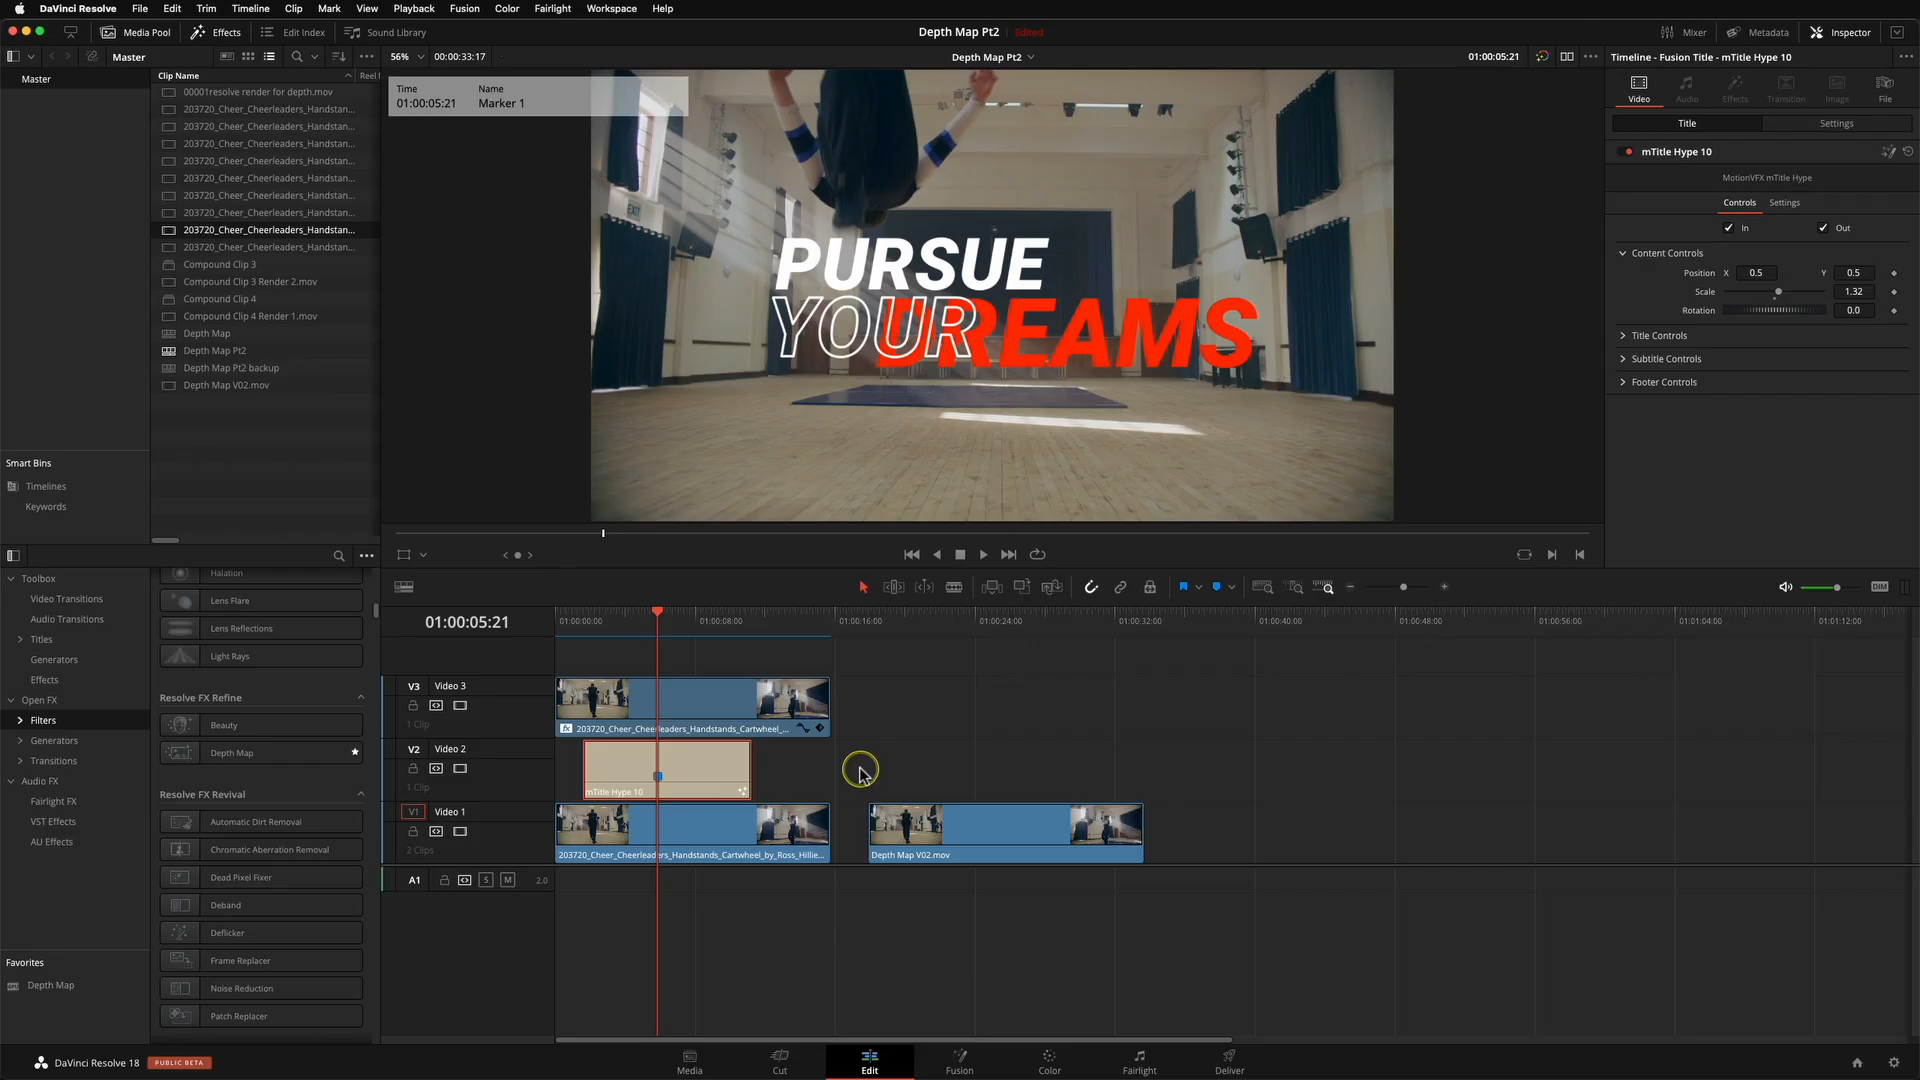 DaVinci Resolve File Edit Trim Timeline Clip Mark View Playback Fusion Color Fairlight Workspace Help
Media Pool Effects Edit Index Sound Library Depth Map Pt2 Edited Mixer Metadata Inspector
Master 56% 00:00:33:17 Depth Map Pt2 01:00:05:21 Timeline - Fusion Title - mTitle Hype 10
Master
Clip Name Reel
00001resolve render for depth.mov
203720_Cheer_Cheerleaders_Handstan...
203720_Cheer_Cheerleaders_Handstan...
203720_Cheer_Cheerleaders_Handstan...
203720_Cheer_Cheerleaders_Handstan...
203720_Cheer_Cheerleaders_Handstan...
203720_Cheer_Cheerleaders_Handstan...
203720_Cheer_Cheerleaders_Handstan...
203720_Cheer_Cheerleaders_Handstan...
203720_Cheer_Cheerleaders_Handstan...
Compound Clip 3
Compound Clip 3 Render 2.mov
Compound Clip 4
Compound Clip 4 Render 1.mov
Depth Map
Depth Map Pt2
Depth Map Pt2 backup
Depth Map V02.mov
Smart Bins
Timelines
Keywords
Time Name
01:00:05:21 Marker 1
EXIT
PURSUE
YOUR DREAMS
Video Audio Effects Transition Image File
Title Settings
mTitle Hype 10
MotionVFX mTitle Hype
Controls Settings
In Out
Content Controls
Position X 0.5 Y 0.5
Scale 1.32
Rotation 0.0
Title Controls
Subtitle Controls
Footer Controls
Toolbox
Video Transitions
Audio Transitions
Titles
Generators
Effects
Open FX
Filters
Generators
Transitions
Audio FX
Fairlight FX
VST Effects
AU Effects
Favorites
Depth Map
Halation
Lens Flare
Lens Reflections
Light Rays
Resolve FX Refine
Beauty
Depth Map
Resolve FX Revival
Automatic Dirt Removal
Chromatic Aberration Removal
Dead Pixel Fixer
Deband
Deflicker
Frame Replacer
Noise Reduction
Patch Replacer
DIM
01:00:05:21
01:00:00:00 01:00:08:00 01:00:16:00 01:00:24:00 01:00:32:00 01:00:40:00 01:00:48:00 01:00:56:00 01:01:04:00 01:01:12:00
V3 Video 3
1 Clip
203720_Cheer_Cheerleaders_Handstands_Cartwheel_...
V2 Video 2
1 Clip
mTitle Hype 10
V1 Video 1
2 Clips
203720_Cheer_Cheerleaders_Handstands_Cartwheel_by_Ross_Hillie...
Depth Map V02.mov
A1 S M 2.0
DaVinci Resolve 18 PUBLIC BETA
Media Cut Edit Fusion Color Fairlight Deliver